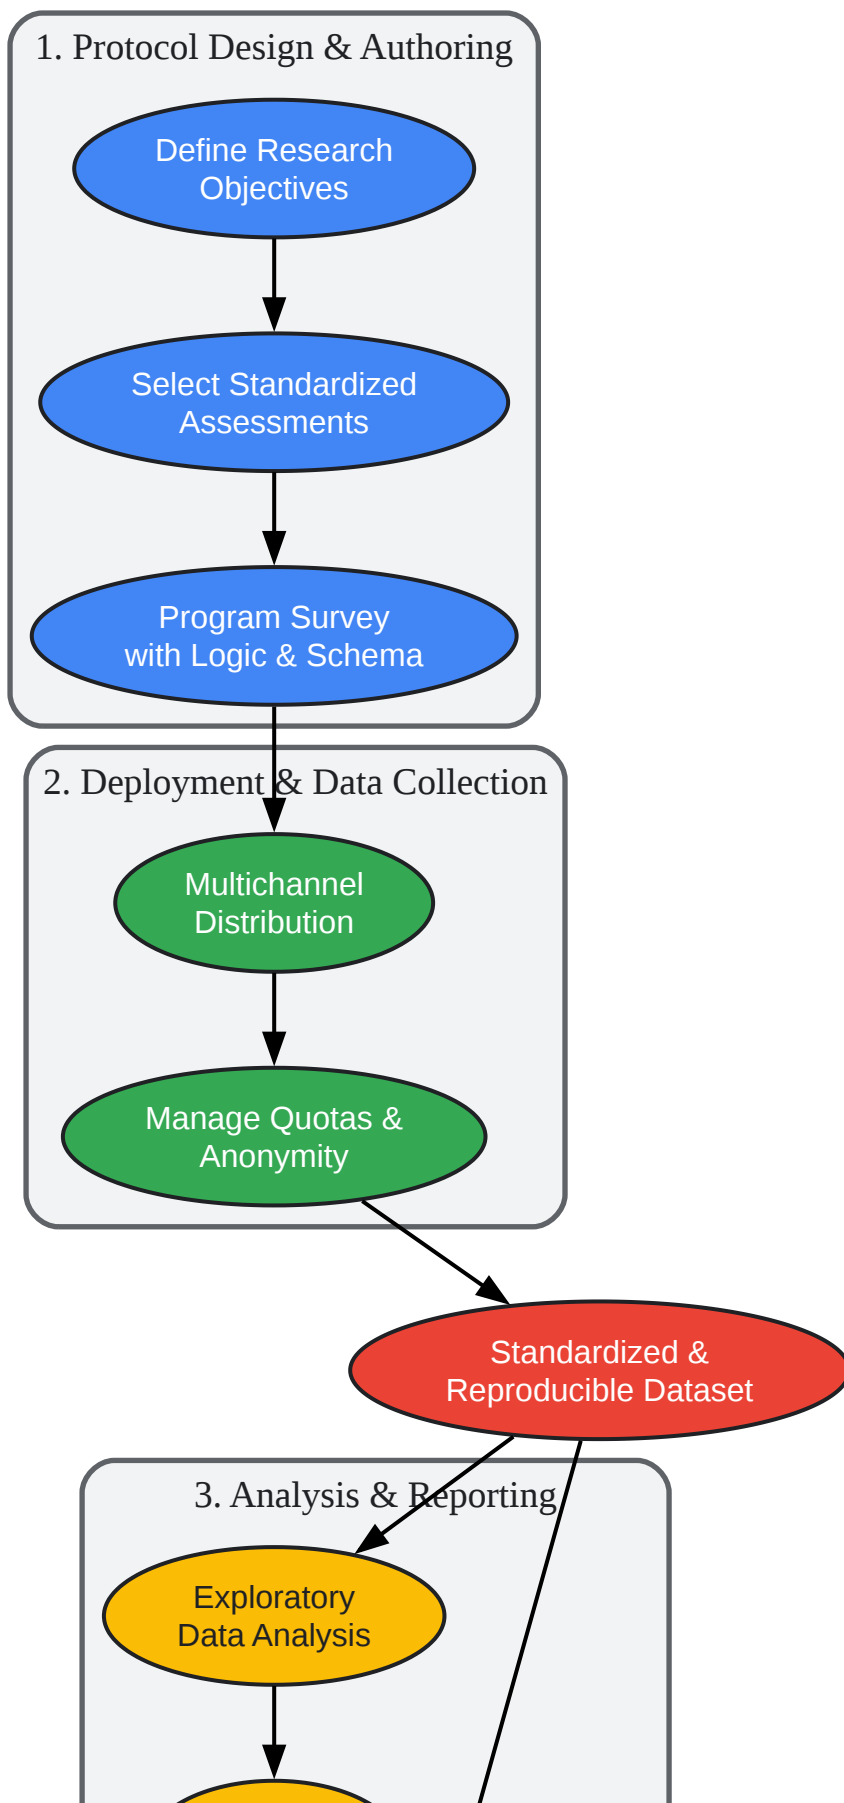 1. Protocol Design & Authoring
Define Research
Objectives
Select Standardized
Assessments
Program Survey
with Logic & Schema
2. Deployment & Data Collection
Multichannel
Distribution
Manage Quotas &
Anonymity
Standardized &
Reproducible Dataset
3. Analysis & Reporting
Exploratory
Data Analysis